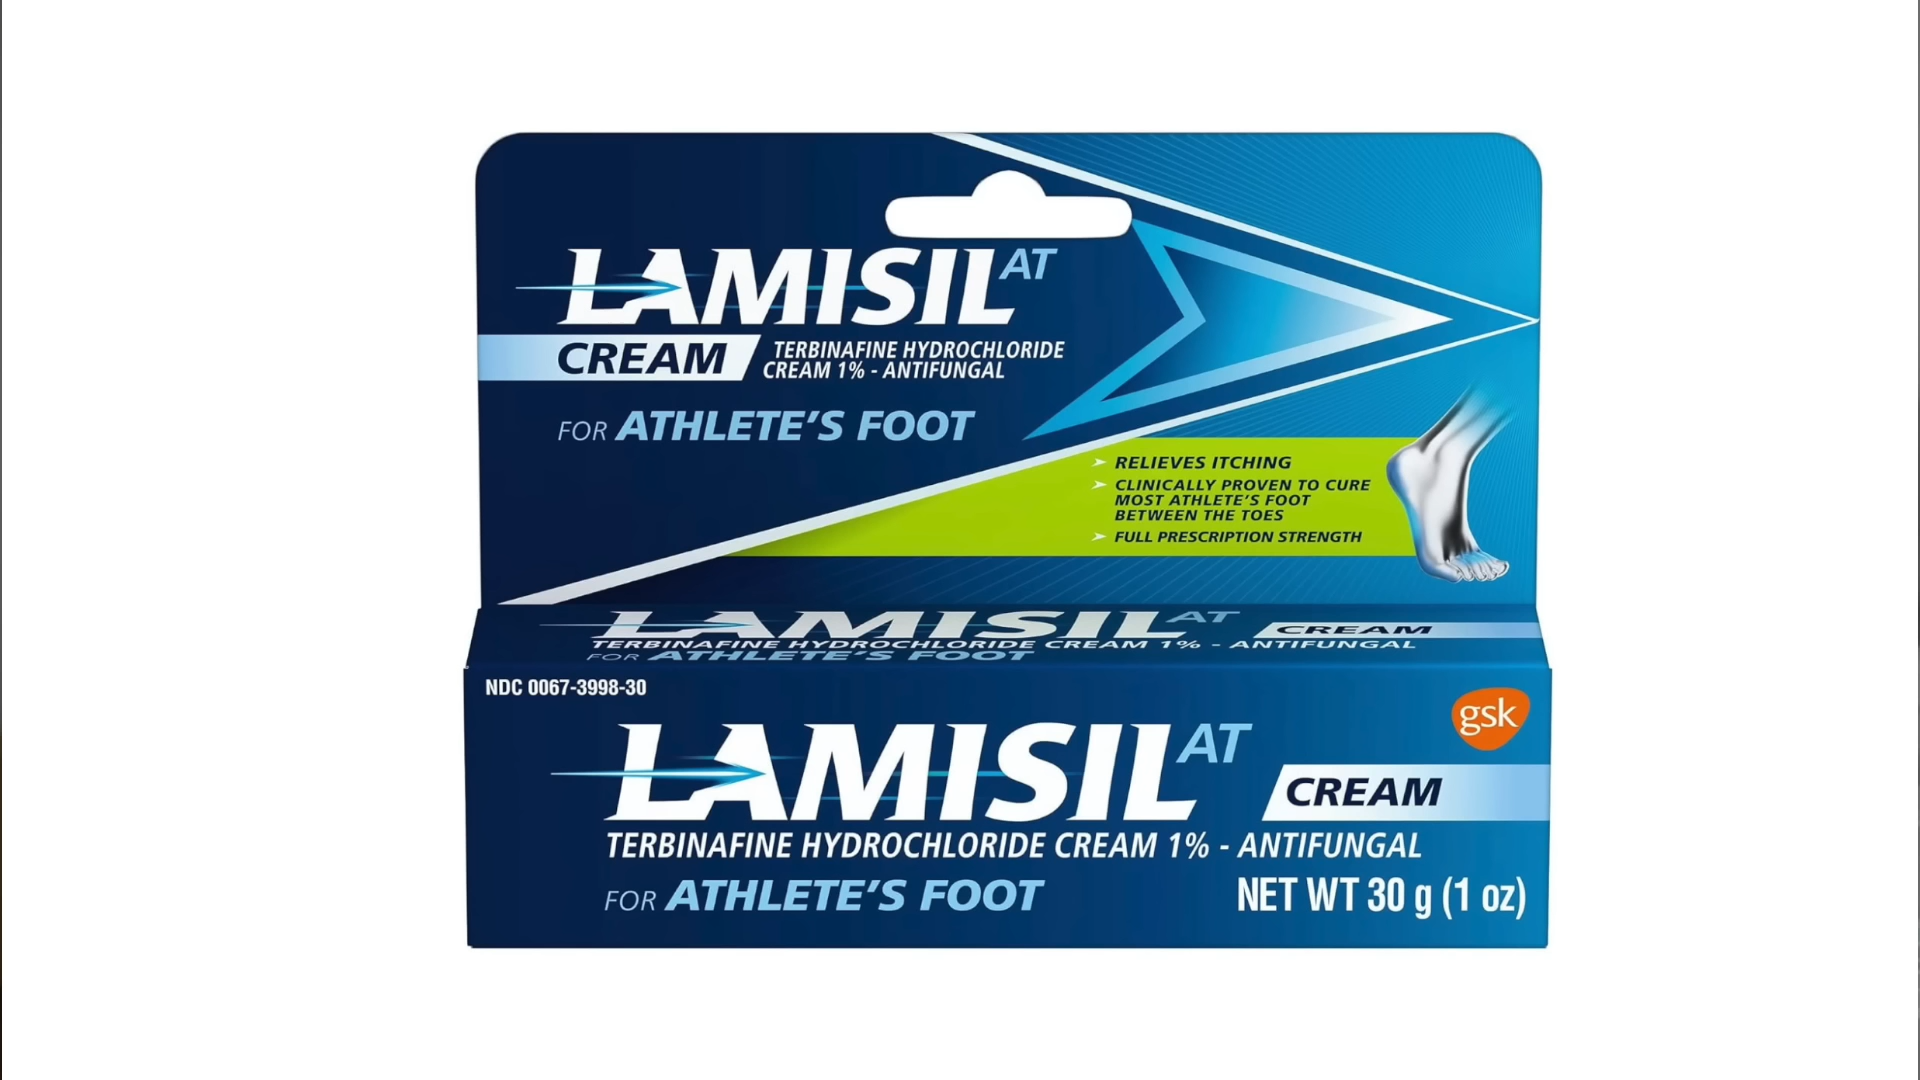 LAMISIL AT
CREAM
TERBINAFINE HYDROCHLORIDE
CREAM 1% - ANTIFUNGAL
FOR ATHLETE'S FOOT
RELIEVES ITCHING
CLINICALLY PROVEN TO CURE
MOST ATHLETE'S FOOT
BETWEEN THE TOES
FULL PRESCRIPTION STRENGTH
LAMISIL AT CREAM
TERBINAFINE HYDROCHLORIDE CREAM 1% - ANTIFUNGAL
FOR ATHLETE'S FOOT
NDC 0067-3998-30
gsk
LAMISIL AT
CREAM
TERBINAFINE HYDROCHLORIDE CREAM 1% - ANTIFUNGAL
FOR ATHLETE'S FOOT
NET WT 30 g (1 oz)